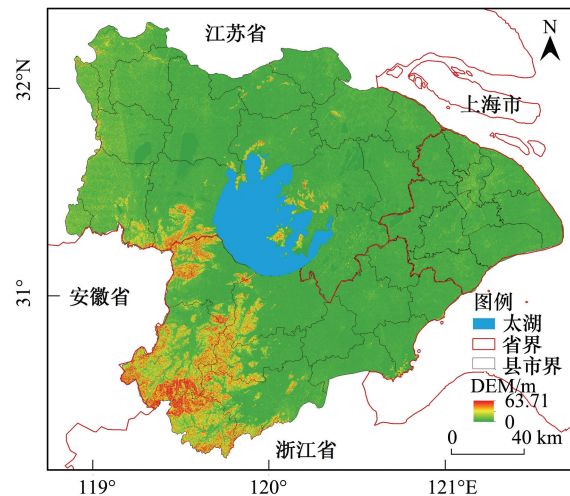 江苏省
N
32°N
上海市
31°
安徽省
图例
太湖
省界
县市界
DEM/m
63.71
0
0 40 km
浙江省
119° 120° 121°E